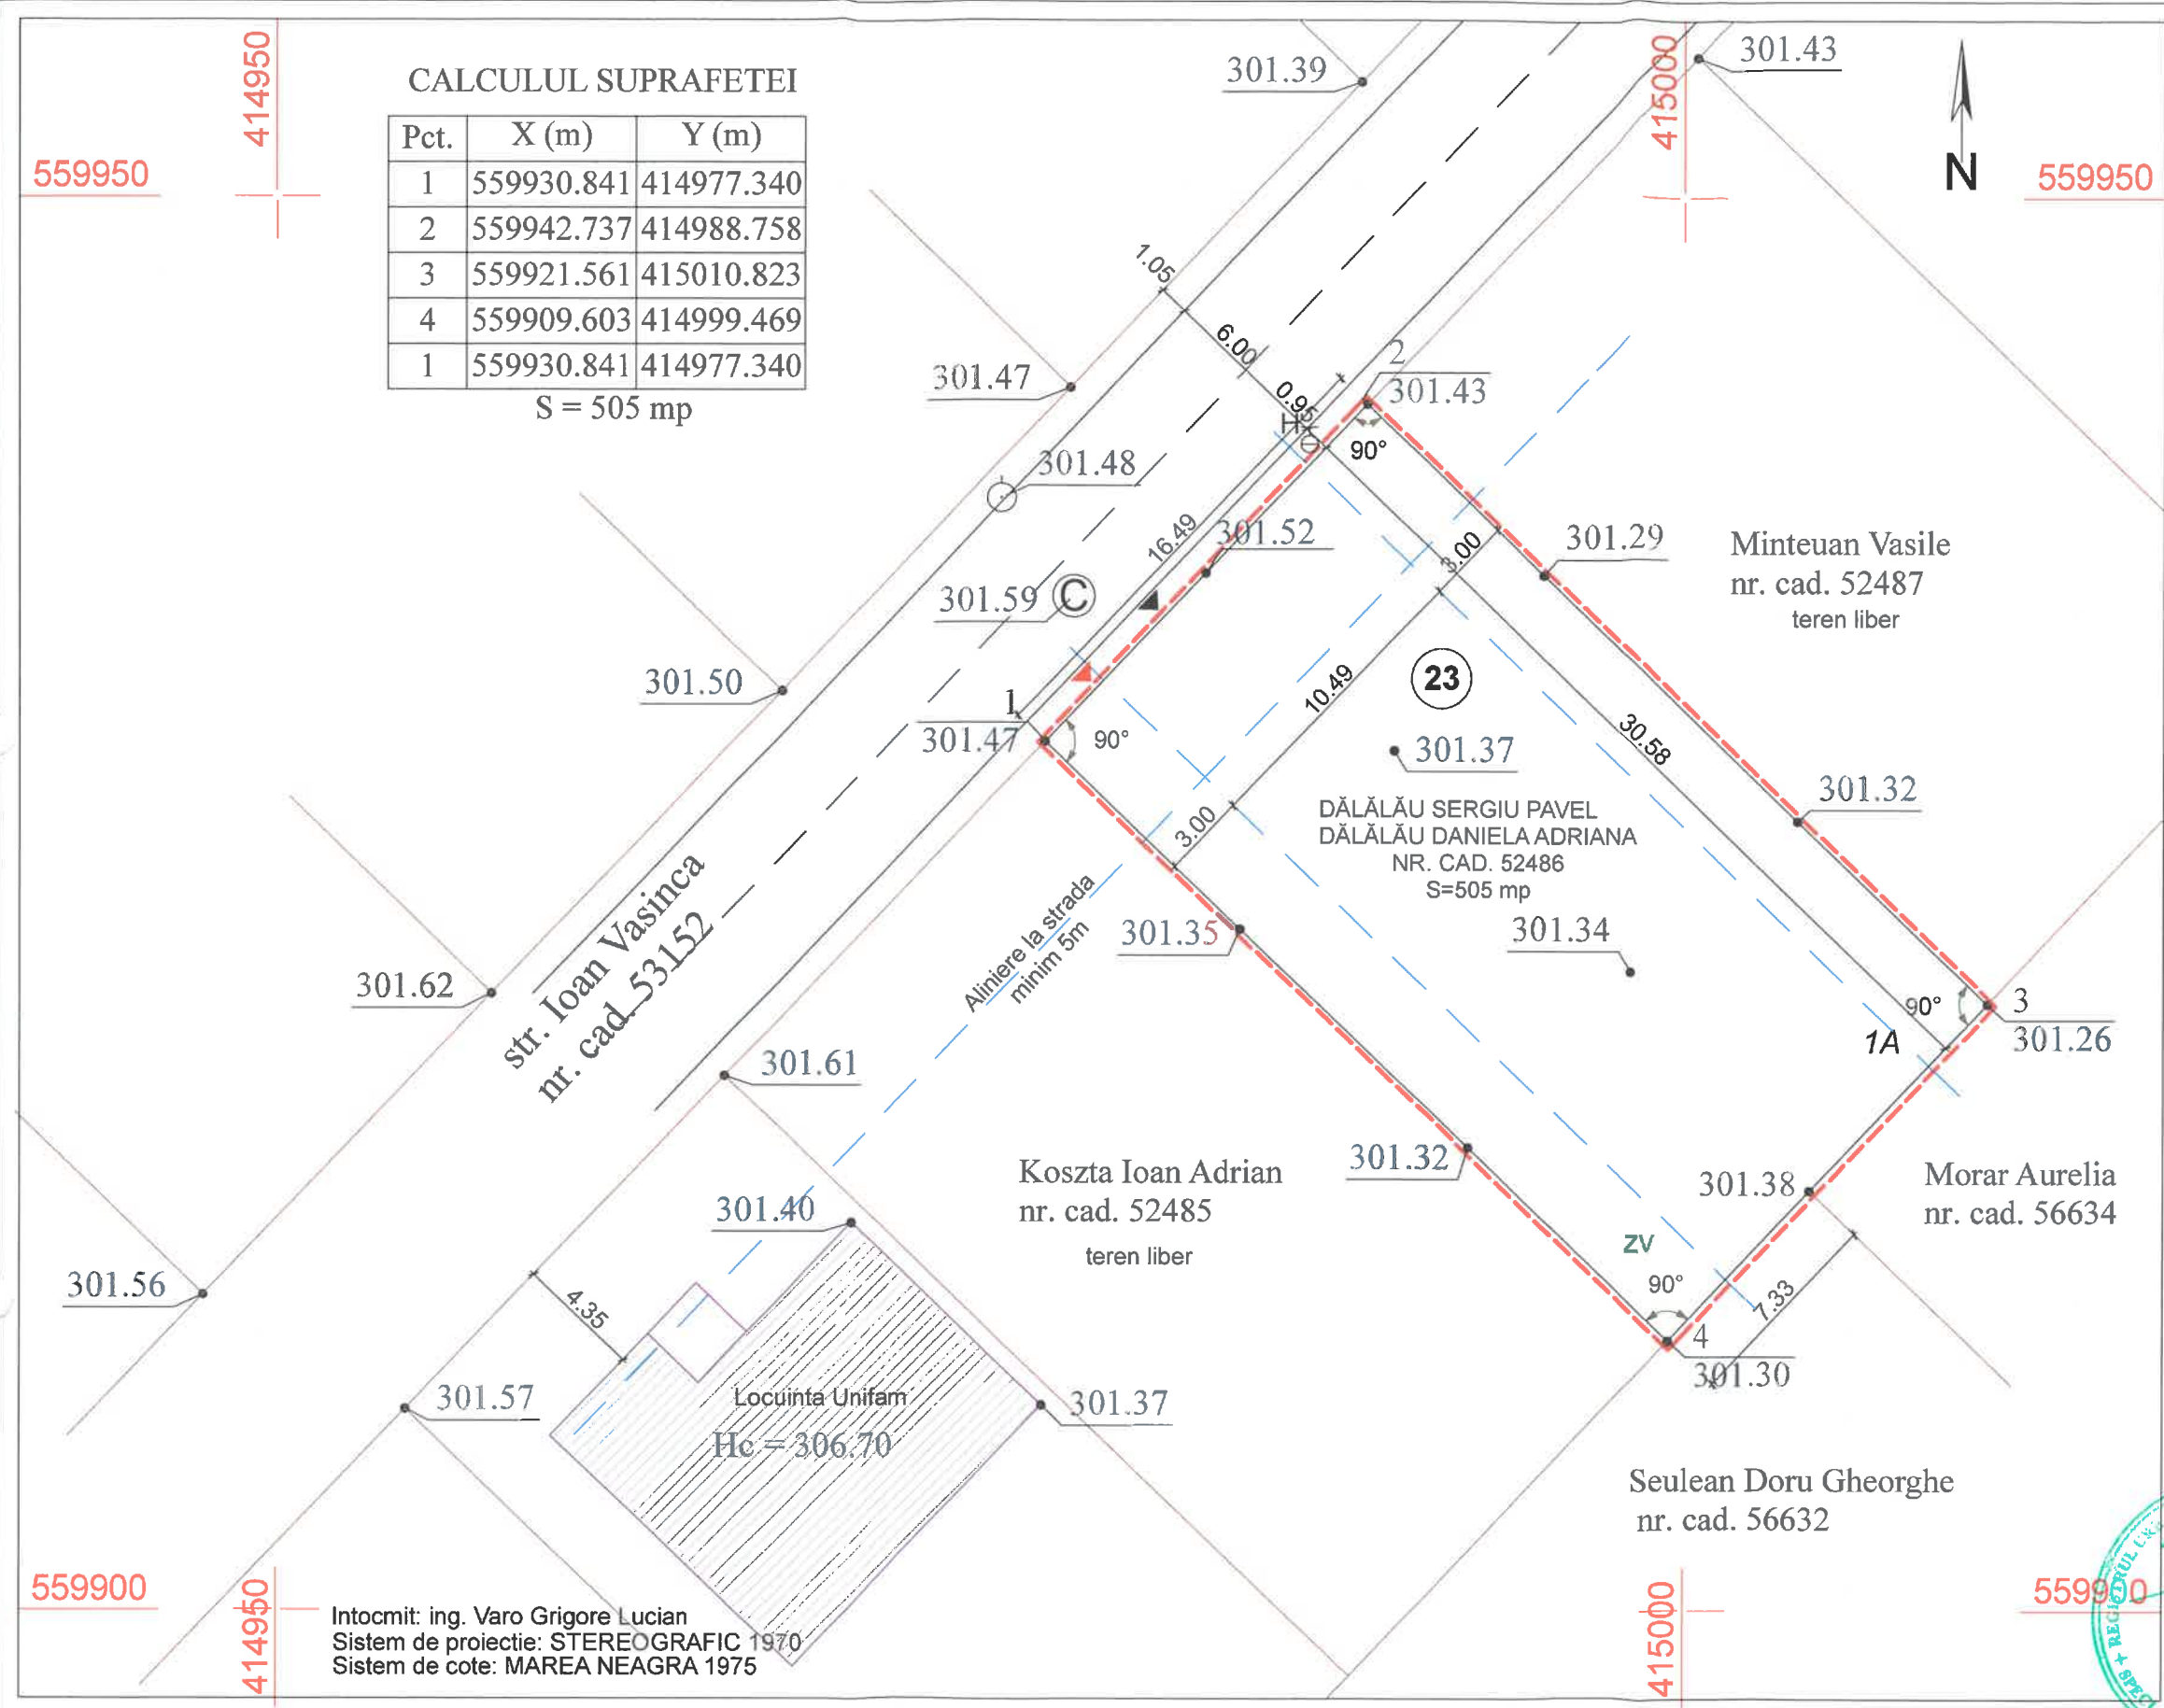 414950
415000
301.39
301.43
CALCULUL SUPRAFETEI
Pct. X (m) Y (m)
1 559930.841 414977.340
2 559942.737 414988.758
3 559921.561 415010.823
4 559909.603 414999.469
1 559930.841 414977.340
S = 505 mp
559950
559950
N
1.05
6.00
0.95
2
301.43
90°
301.47
301.48
16.49
301.52
3.00
301.29
Minteuan Vasile
nr. cad. 52487
teren liber
301.59
C
301.50
1
301.47
90°
10.49
23
301.37
30.58
301.32
3.00
DĂLĂLĂU SERGIU PAVEL
DĂLĂLĂU DANIELA ADRIANA
NR. CAD. 52486
S=505 mp
301.35
301.34
Aliniere la strada
minim 5m
str. Ioan Vasinca
nr. cad. 53152
301.62
90°
3
301.26
1A
301.61
Koszta Ioan Adrian
nr. cad. 52485
teren liber
301.32
301.38
Morar Aurelia
nr. cad. 56634
301.40
ZV
90°
7.33
4
301.30
301.56
4.35
301.57
Locuinta Unifam
Hc = 306.70
301.37
Seulean Doru Gheorghe
nr. cad. 56632
559900
559900
414950
415000
Intocmit: ing. Varo Grigore Lucian
Sistem de proiectie: STEREOGRAFIC 1970
Sistem de cote: MAREA NEAGRA 1975